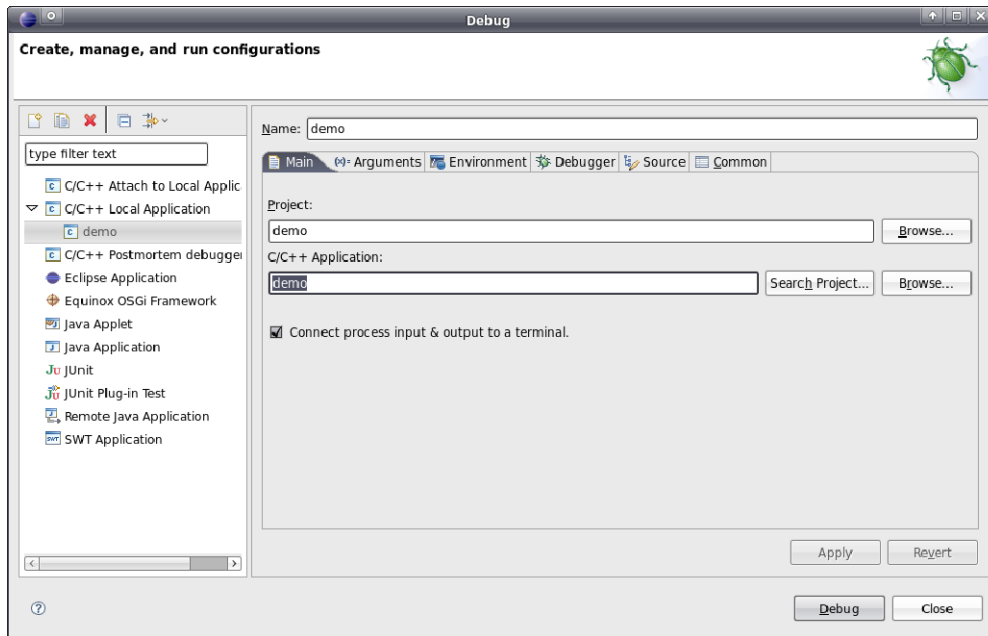 Debug
Create, manage, and run configurations
type filter text
C/C++ Attach to Local Applic
C/C++ Local Application
demo
C/C++ Postmortem debugger
Eclipse Application
Equinox OSGi Framework
Java Applet
Java Application
Ju JUnit
JUnit Plug-in Test
Remote Java Application
SWT Application
Name: demo
Main (x)= Arguments Environment Debugger Source Common
Project:
demo Browse...
C/C++ Application:
demo Search Project... Browse...
Connect process input & output to a terminal.
Apply Revert
? Debug Close